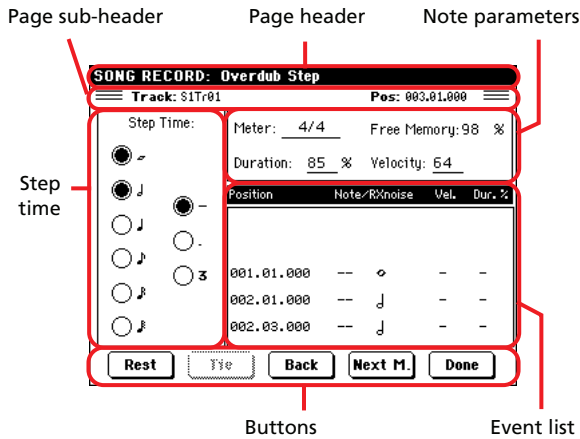 Page sub-header Page header Note parameters
SONG RECORD: Overdub Step
Track: S1Tr01 Pos: 003.01.000
Step Time: Meter: 4/4 Free Memory: 98 %
Duration: 85 % Velocity: 64
Step time
Position Note/RXnoise Vel. Dur.%
3
001.01.000 -- - -
002.01.000 -- - -
002.03.000 -- - -
Rest Tie Back Next M. Done
Buttons Event list